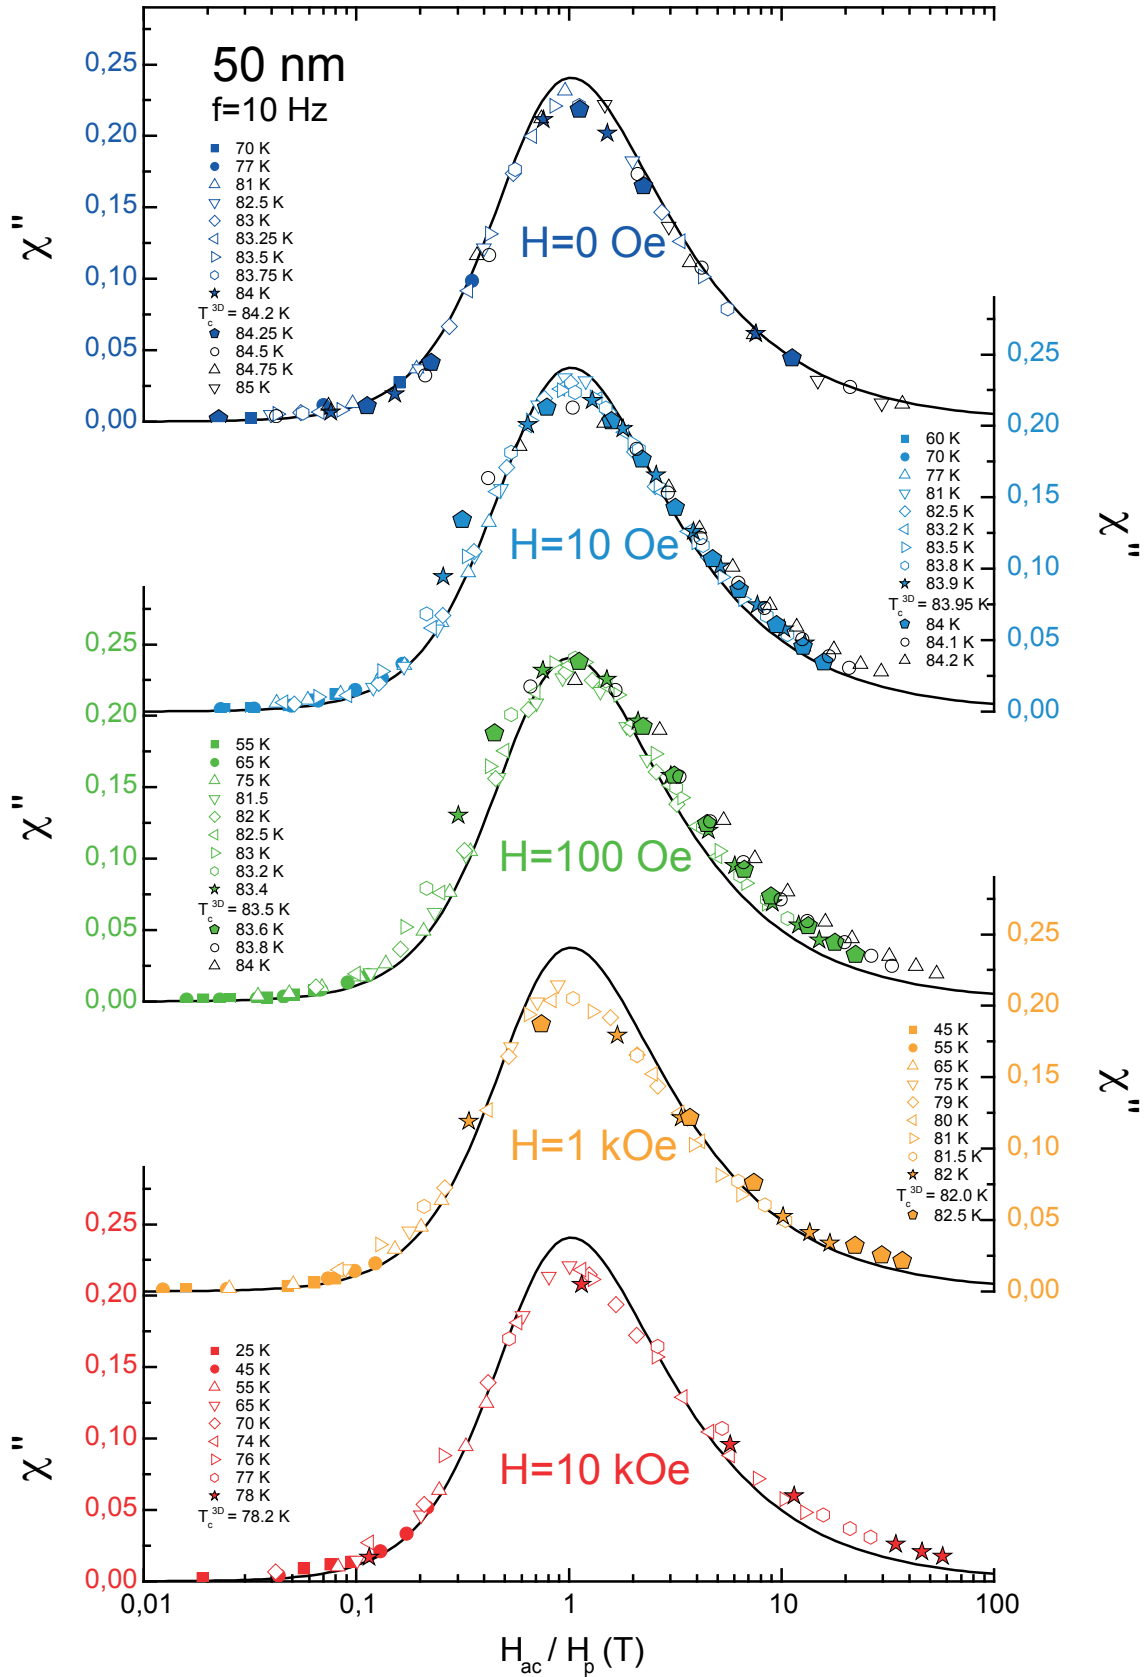 50 nm
f=10 Hz
0,25
0,20
0,15
0,10
0,05
0,00
χ"
70 K
77 K
81 K
82.5 K
83 K
83.25 K
83.5 K
83.75 K
84 K
T_c^3D = 84.2 K
84.25 K
84.5 K
84.75 K
85 K
H=0 Oe
0,25
0,20
0,15
0,10
0,05
0,00
χ"
60 K
70 K
77 K
81 K
82.5 K
83.2 K
83.5 K
83.8 K
83.9 K
T_c^3D = 83.95 K
84 K
84.1 K
84.2 K
H=10 Oe
0,25
0,20
0,15
0,10
0,05
0,00
χ"
55 K
65 K
75 K
81.5
82 K
82.5 K
83 K
83.2 K
83.4
T_c^3D = 83.5 K
83.6 K
83.8 K
84 K
H=100 Oe
0,25
0,20
0,15
0,10
0,05
0,00
χ"
45 K
55 K
65 K
75 K
79 K
80 K
81 K
81.5 K
82 K
T_c^3D = 82.0 K
82.5 K
H=1 kOe
0,25
0,20
0,15
0,10
0,05
0,00
χ"
25 K
45 K
55 K
65 K
70 K
74 K
76 K
77 K
78 K
T_c^3D = 78.2 K
H=10 kOe
0,01 0,1 1 10 100
H_ac / H_p (T)